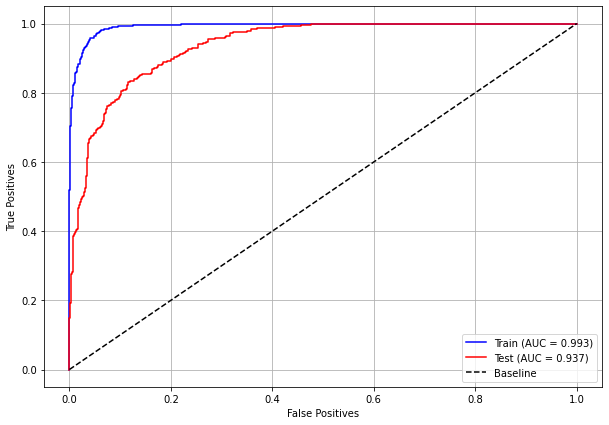 1.0
0.8
0.6
0.4
0.2
0.0
True Positives
0.0 0.2 0.4 0.6 0.8 1.0
False Positives
Train (AUC = 0.993)
Test (AUC = 0.937)
Baseline